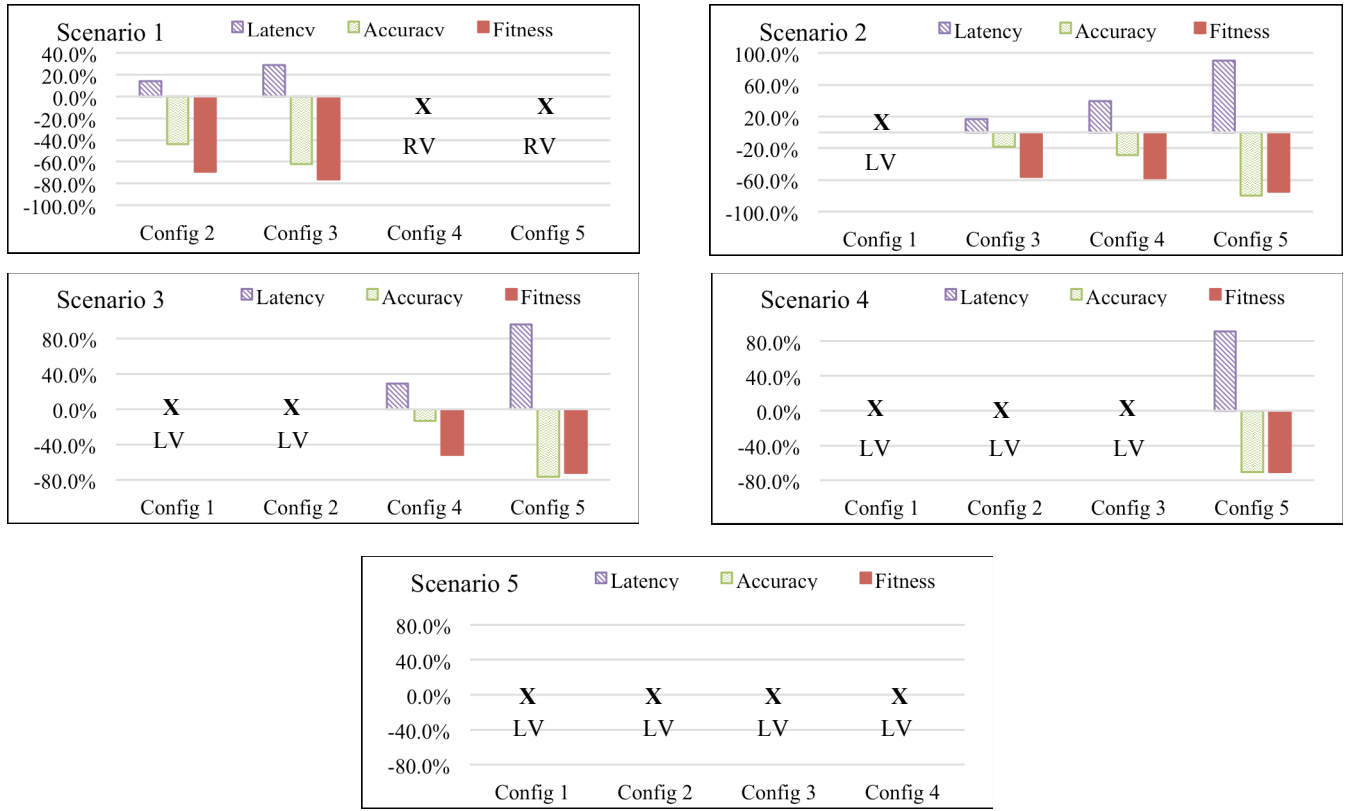 Scenario 1 Latency Accuracy Fitness
40.0%
20.0%
0.0%
-20.0%
-40.0%
-60.0%
-80.0%
-100.0%
X X
RV RV
Config 2 Config 3 Config 4 Config 5
Scenario 2 Latency Accuracy Fitness
100.0%
60.0%
20.0%
-20.0%
-60.0%
-100.0%
X
LV
Config 1 Config 3 Config 4 Config 5
Scenario 3 Latency Accuracy Fitness
80.0%
40.0%
0.0%
-40.0%
-80.0%
X X
LV LV
Config 1 Config 2 Config 4 Config 5
Scenario 4 Latency Accuracy Fitness
80.0%
40.0%
0.0%
-40.0%
-80.0%
X X X
LV LV LV
Config 1 Config 2 Config 3 Config 5
Scenario 5 Latency Accuracy Fitness
80.0%
40.0%
0.0%
-40.0%
-80.0%
X X X X
LV LV LV LV
Config 1 Config 2 Config 3 Config 4